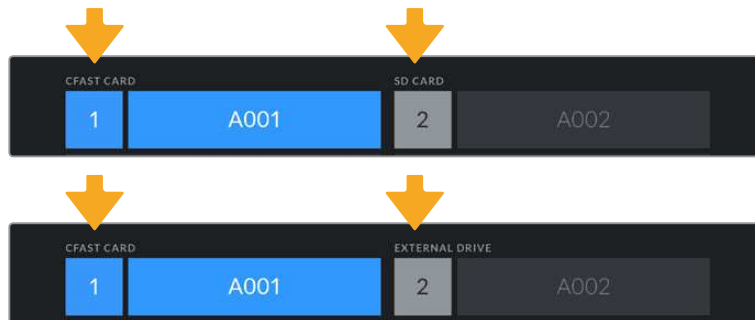 CFAST CARD SD CARD
1 A001 2 A002
CFAST CARD EXTERNAL DRIVE
1 A001 2 A002